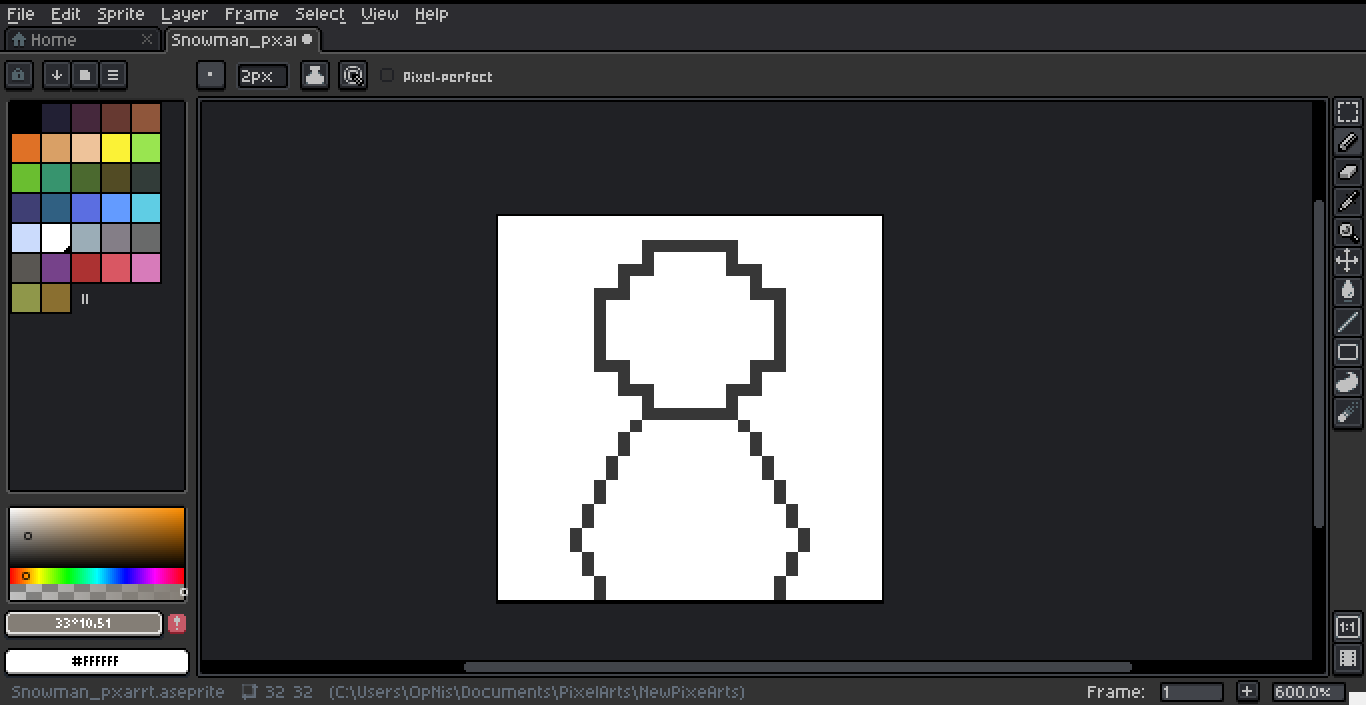 File Edit Sprite Layer Frame Select View Help
Home
Snowman_pxar
2px
Pixel-perfect
33°10.51
#FFFFFF
1:1
Snowman_pxarrt.aseprite 32 32 (C:\Users\OpNis\Documents\PixelArts\NewPixeArts)
Frame: 1 + 600.0%